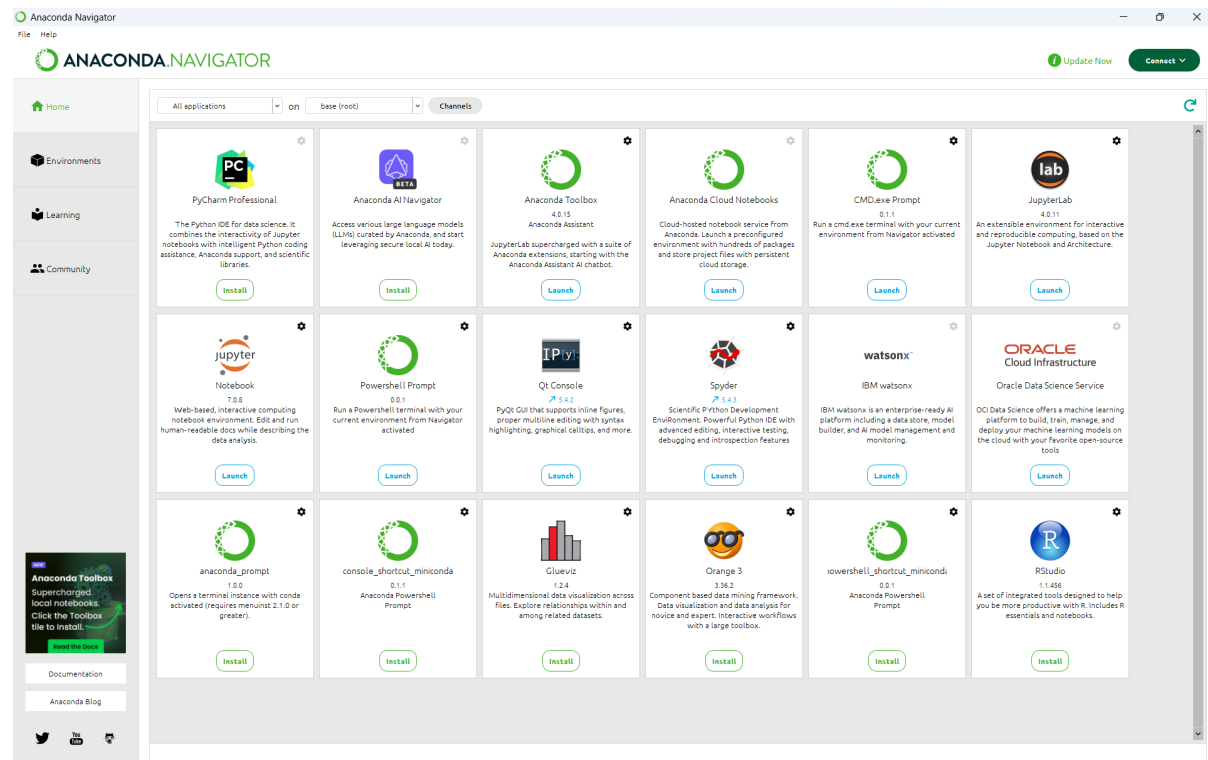 Anaconda Navigator
File Help
ANACONDA.NAVIGATOR
i Update Now
Connect
Home
Environments
Learning
Community
All applications
on
base (root)
Channels
PC
PyCharm Professional
The Python IDE for data science. It
combines the interactivity of Jupyter
notebooks with intelligent Python coding
assistance, Anaconda support, and scientific
libraries.
Install
BETA
Anaconda AI Navigator
Access various large language models
(LLMs) curated by Anaconda, and start
leveraging secure local AI today.
Install
Anaconda Toolbox
4.0.15
Anaconda Assistant
JupyterLab supercharged with a suite of
Anaconda extensions, starting with the
Anaconda Assistant AI chatbot.
Launch
Anaconda Cloud Notebooks
Cloud-hosted notebook service from
Anaconda. Launch a preconfigured
environment with hundreds of packages
and store project files with persistent
cloud storage.
Launch
CMD.exe Prompt
0.1.1
Run a cmd.exe terminal with your current
environment from Navigator activated
Launch
lab
JupyterLab
4.0.11
An extensible environment for interactive
and reproducible computing, based on the
Jupyter Notebook and Architecture.
Launch
jupyter
Notebook
7.0.8
Web-based, interactive computing
notebook environment. Edit and run
human-readable docs while describing the
data analysis.
Launch
Powershell Prompt
0.0.1
Run a Powershell terminal with your
current environment from Navigator
activated
Launch
IP[y]:
Qt Console
5.4.2
PyQt GUI that supports inline figures,
proper multiline editing with syntax
highlighting, graphical calltips, and more.
Launch
Spyder
5.4.3
Scientific PYthon Development
EnviRonment. Powerful Python IDE with
advanced editing, interactive testing,
debugging and introspection features
Launch
watsonx
IBM watsonx
IBM watsonx is an enterprise-ready AI
platform including a data store, model
builder, and AI model management and
monitoring.
Launch
ORACLE
Cloud Infrastructure
Oracle Data Science Service
OCI Data Science offers a machine learning
platform to build, train, manage, and
deploy your machine learning models on
the cloud with your favorite open-source
tools
Launch
anaconda_prompt
1.0.0
Opens a terminal instance with conda
activated (requires menuinst 2.1.0 or
greater).
Install
console_shortcut_miniconda
0.1.1
Anaconda Powershell
Prompt
Install
Glueviz
1.2.4
Multidimensional data visualization across
files. Explore relationships within and
among related datasets.
Install
Orange 3
3.36.2
Component based data mining framework.
Data visualization and data analysis for
novice and expert. Interactive workflows
with a large toolbox.
Install
powershell_shortcut_miniconda
0.0.1
Anaconda Powershell
Prompt
Install
R
RStudio
1.1.456
A set of integrated tools designed to help
you be more productive with R. Includes R
essentials and notebooks.
Install
NEW
Anaconda Toolbox
Supercharged
local notebooks.
Click the Toolbox
tile to install.
Read the Docs
Documentation
Anaconda Blog
You
Tube